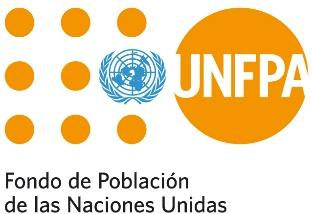 UNFPA
Fondo de Población
de las Naciones Unidas